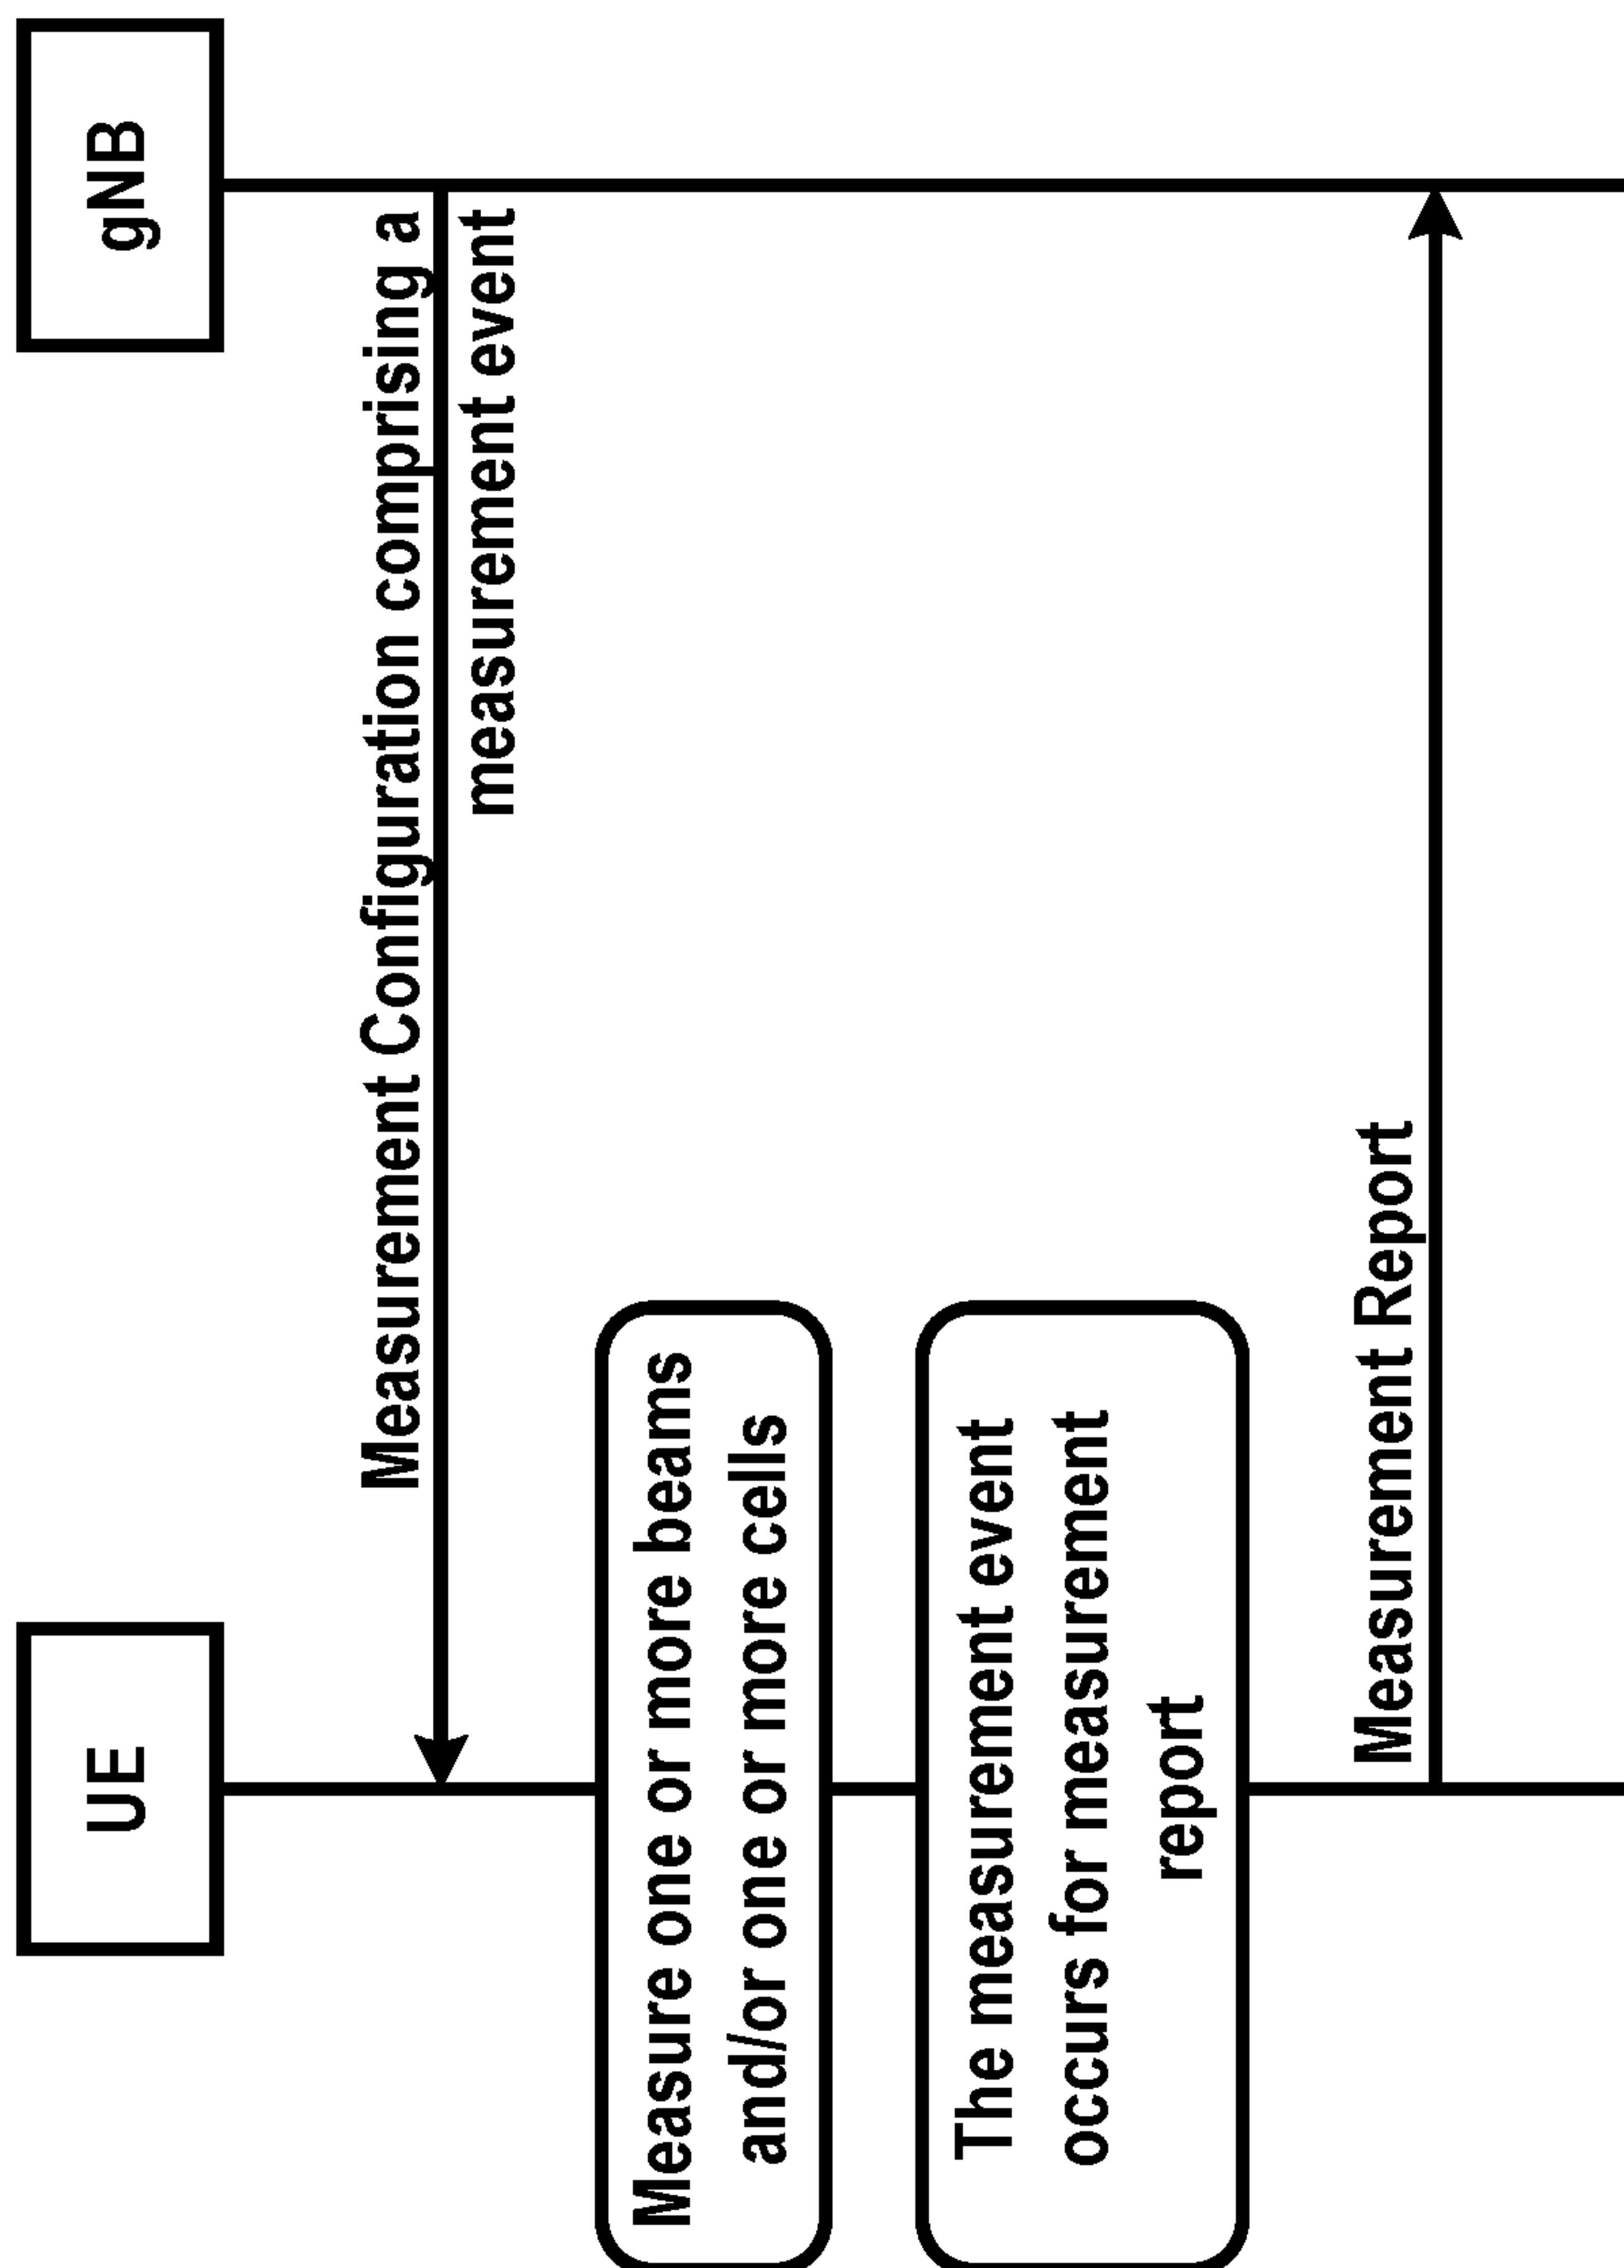 UE
gNB
Measurement Configuration comprising a
measurement event
Measure one or more beams
and/or one or more cells
The measurement event
occurs for measurement
report
Measurement Report